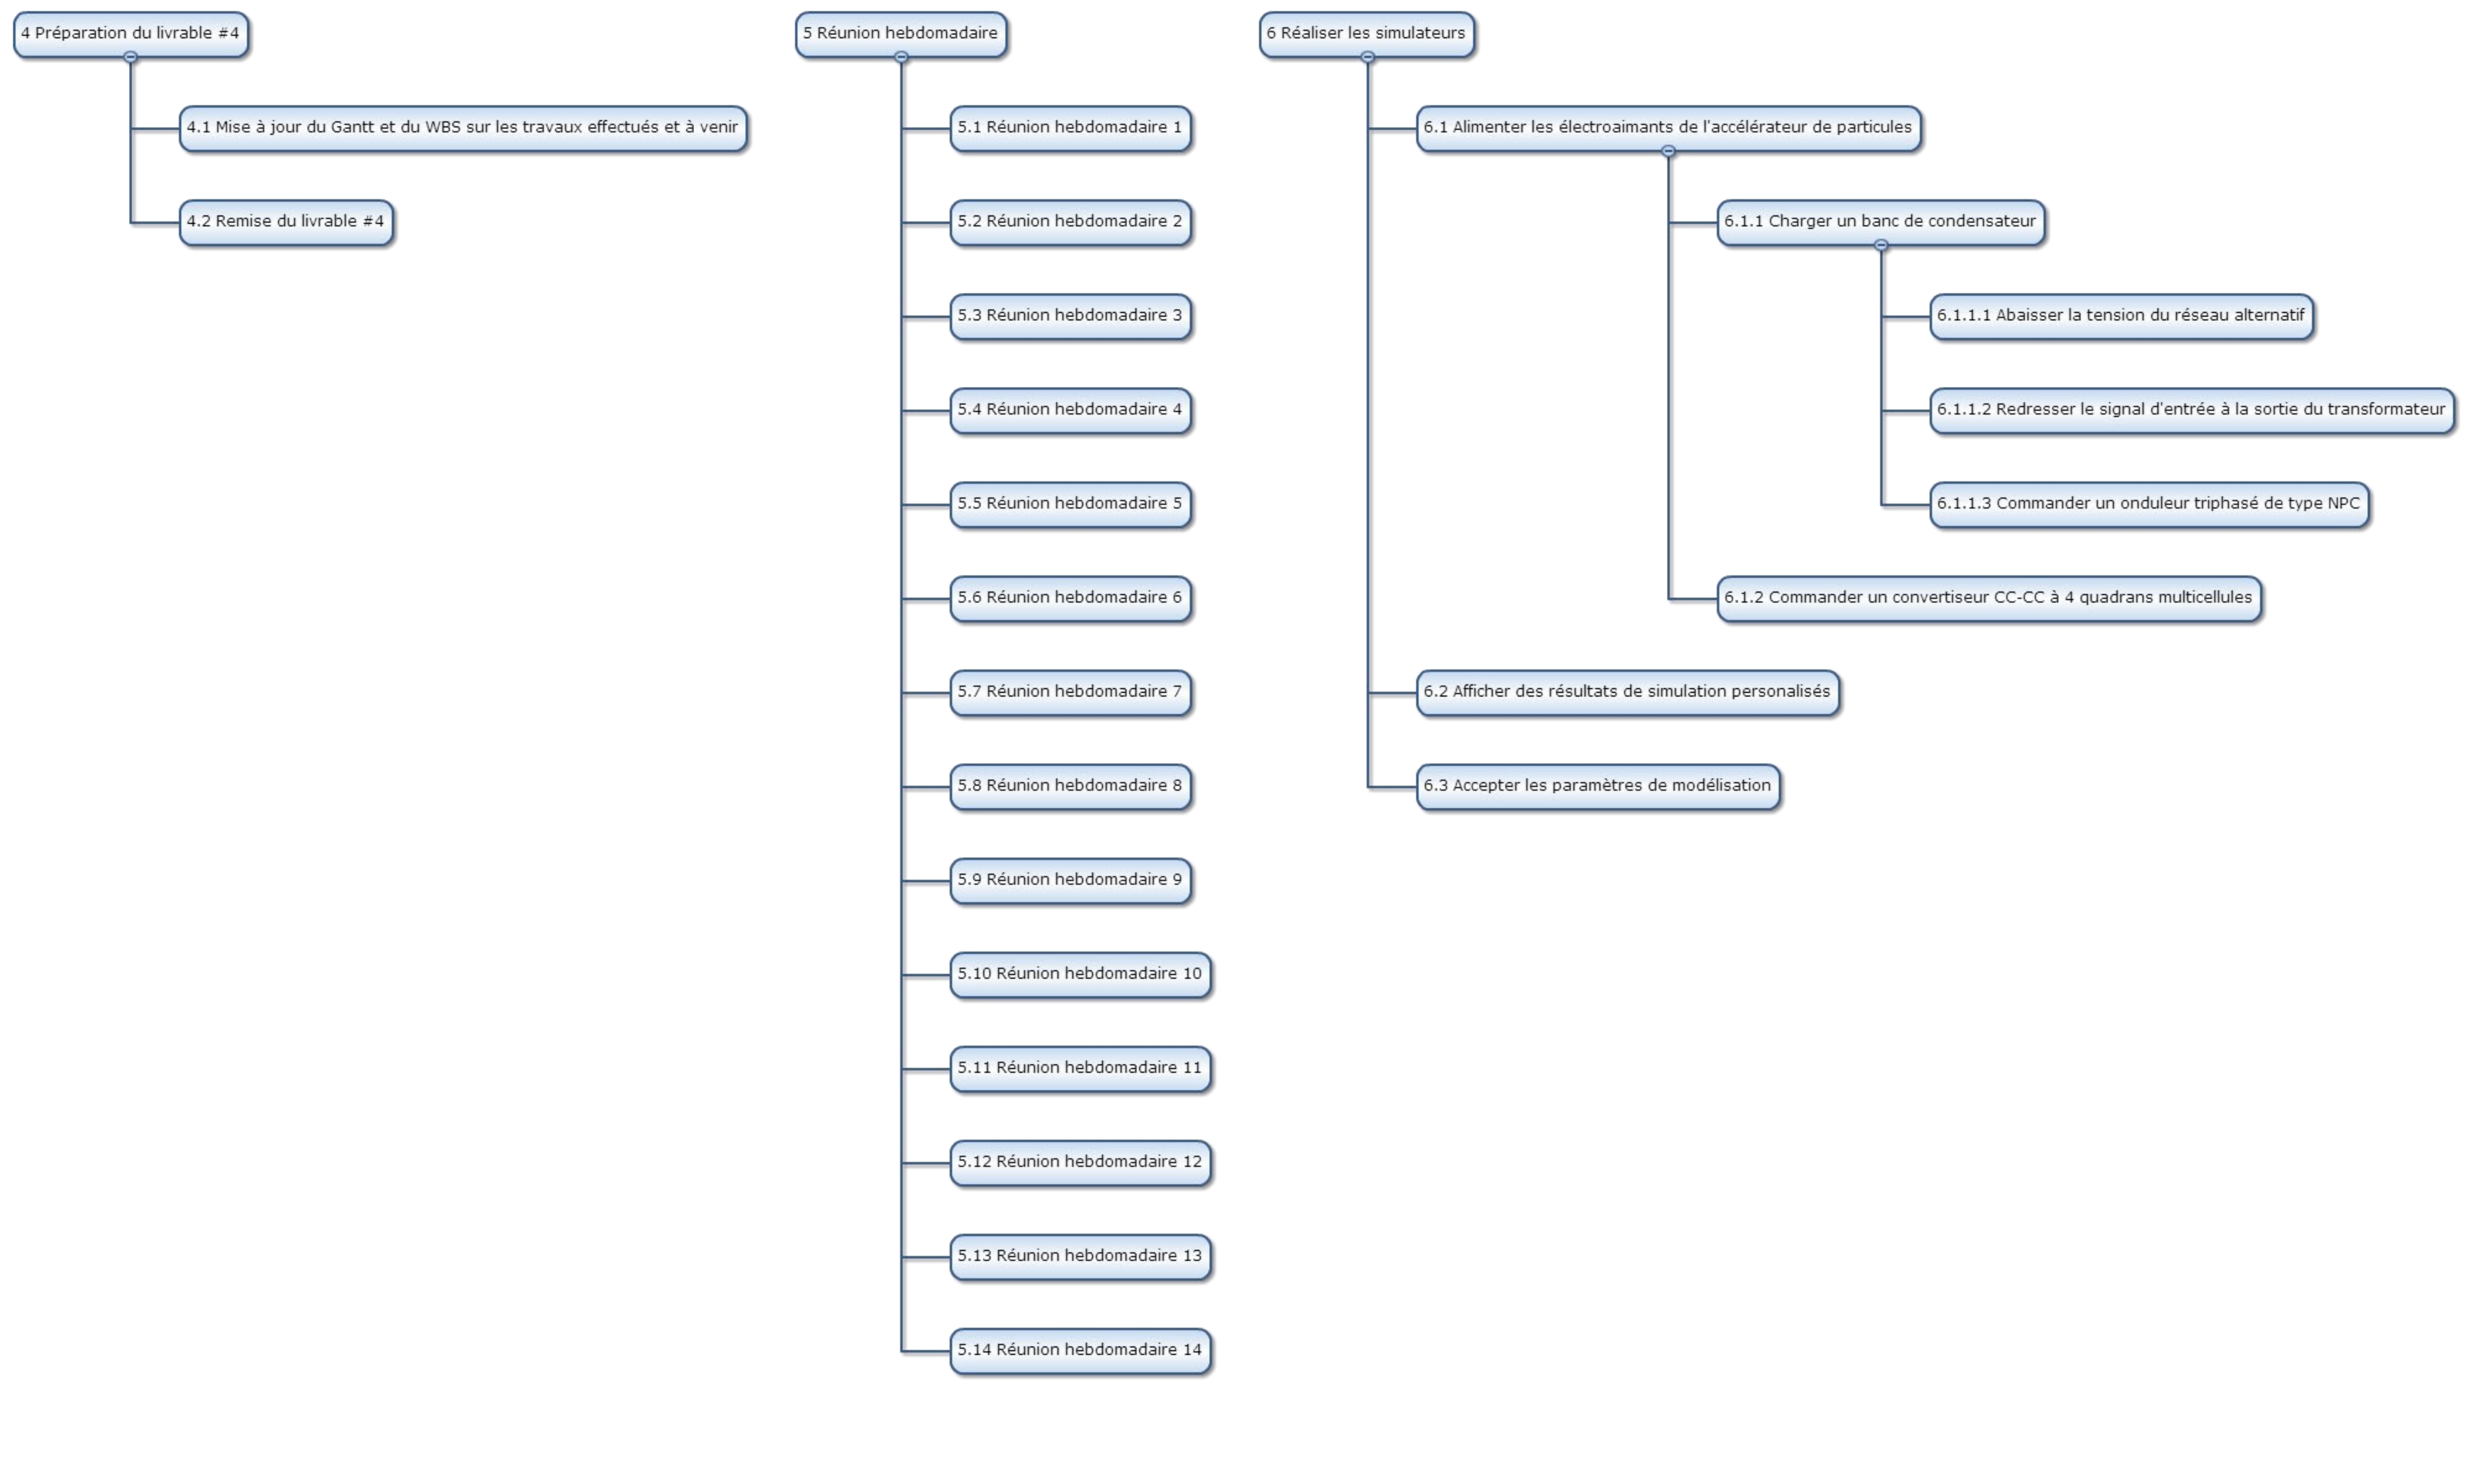 4 Préparation du livrable #4
4.1 Mise à jour du Gantt et du WBS sur les travaux effectués et à venir
4.2 Remise du livrable #4
5 Réunion hebdomadaire
5.1 Réunion hebdomadaire 1
5.2 Réunion hebdomadaire 2
5.3 Réunion hebdomadaire 3
5.4 Réunion hebdomadaire 4
5.5 Réunion hebdomadaire 5
5.6 Réunion hebdomadaire 6
5.7 Réunion hebdomadaire 7
5.8 Réunion hebdomadaire 8
5.9 Réunion hebdomadaire 9
5.10 Réunion hebdomadaire 10
5.11 Réunion hebdomadaire 11
5.12 Réunion hebdomadaire 12
5.13 Réunion hebdomadaire 13
5.14 Réunion hebdomadaire 14
6 Réaliser les simulateurs
6.1 Alimenter les électroaimants de l'accélérateur de particules
6.1.1 Charger un banc de condensateur
6.1.1.1 Abaisser la tension du réseau alternatif
6.1.1.2 Redresser le signal d'entrée à la sortie du transformateur
6.1.1.3 Commander un onduleur triphasé de type NPC
6.1.2 Commander un convertiseur CC-CC à 4 quadrans multicellules
6.2 Afficher des résultats de simulation personalisés
6.3 Accepter les paramètres de modélisation